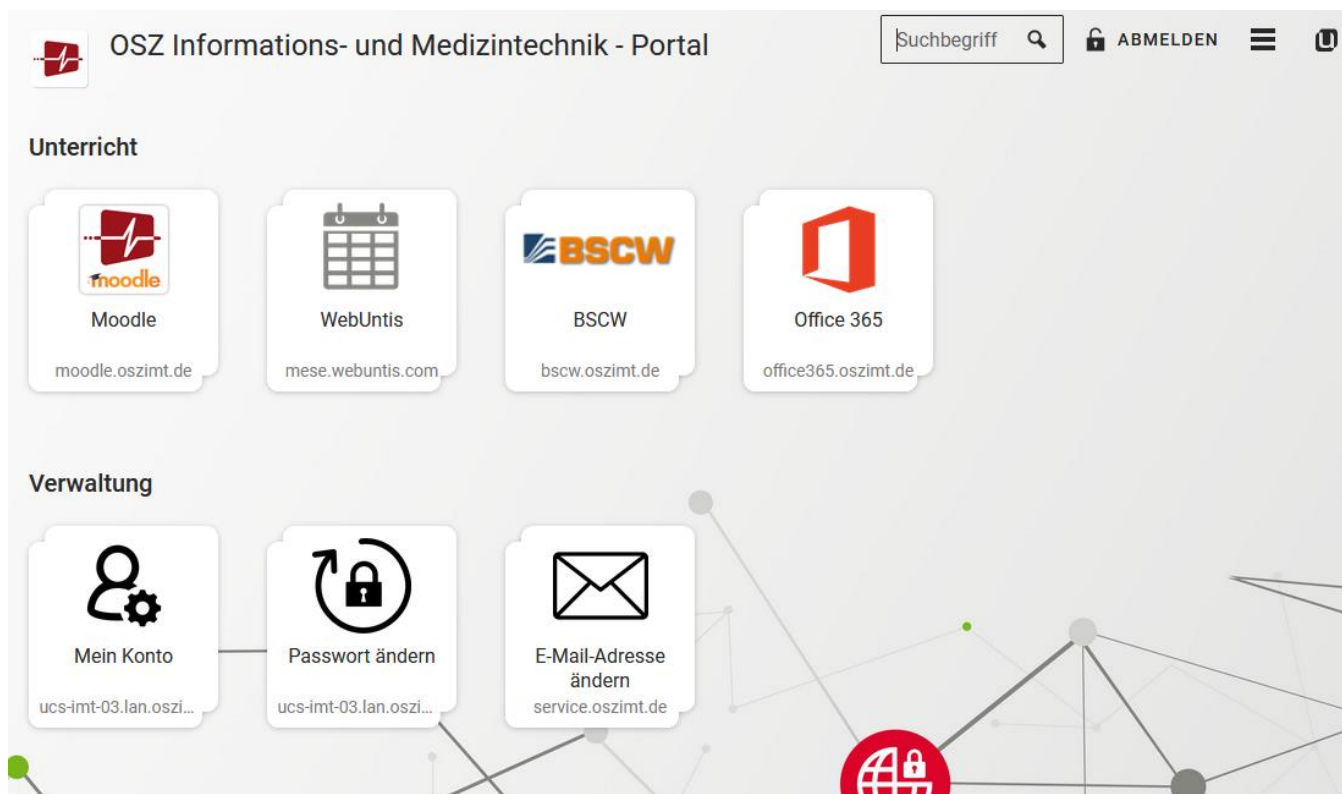 OSZ Informations- und Medizintechnik - Portal
Suchbegriff
ABMELDEN
Unterricht
moodle
Moodle
moodle.oszimt.de
WebUntis
mese.webuntis.com
BSCW
BSCW
bscw.oszimt.de
Office 365
office365.oszimt.de
Verwaltung
Mein Konto
ucs-imt-03.lan.oszi...
Passwort ändern
ucs-imt-03.lan.oszi...
E-Mail-Adresse
ändern
service.oszimt.de